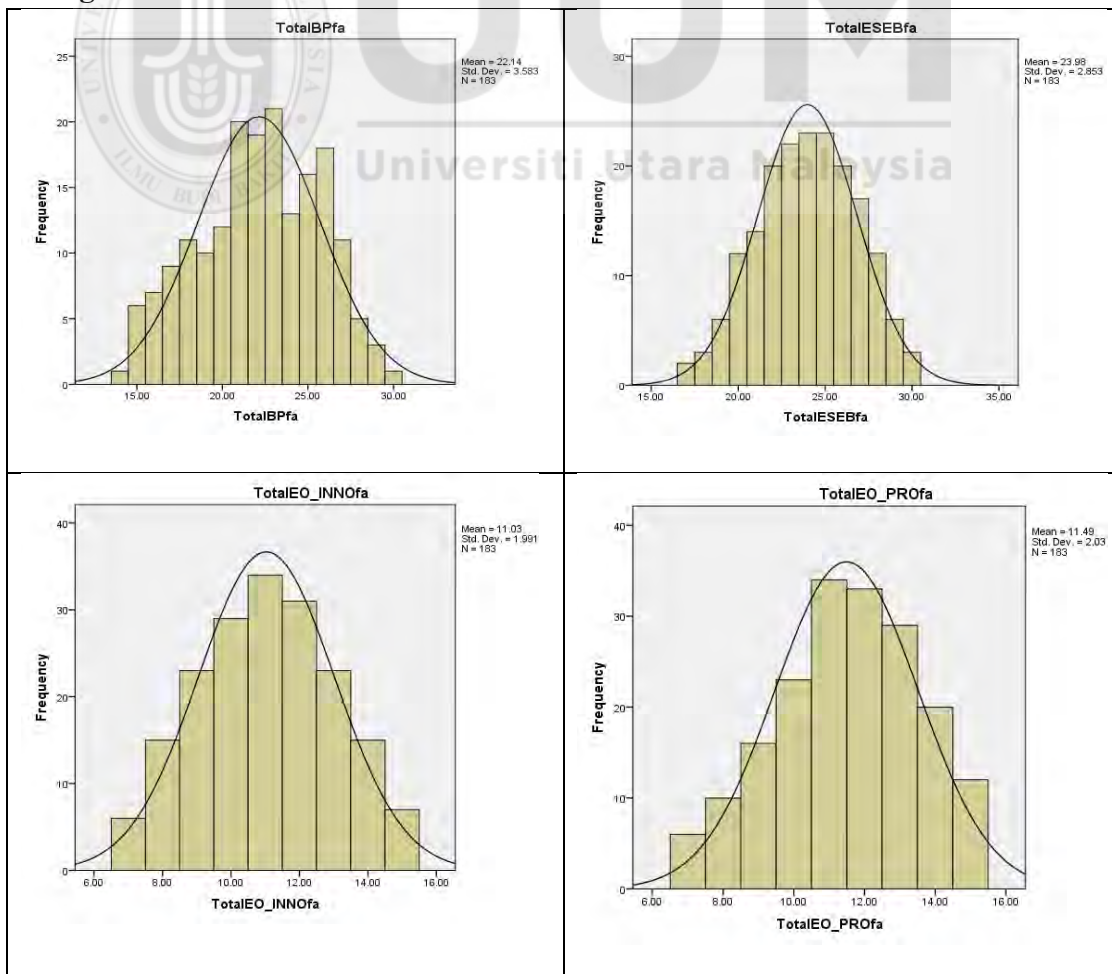 TotalBPfa
25
20
15
10
5
0
Frequency
15.00 20.00 25.00 30.00
TotalBPfa
Mean = 22.14
Std. Dev. = 3.583
N = 183
TotalESEBfa
30
20
10
0
Frequency
15.00 20.00 25.00 30.00 35.00
TotalESEBfa
Mean = 23.98
Std. Dev. = 2.853
N = 183
UUM
Universiti Utara Malaysia
ILMU BUDI BAKTI
TotalEO_INNOfa
40
30
20
10
0
Frequency
6.00 8.00 10.00 12.00 14.00 16.00
TotalEO_INNOfa
Mean = 11.03
Std. Dev. = 1.991
N = 183
TotalEO_PROfa
40
30
20
10
0
Frequency
6.00 8.00 10.00 12.00 14.00 16.00
TotalEO_PROfa
Mean = 11.49
Std. Dev. = 2.03
N = 183